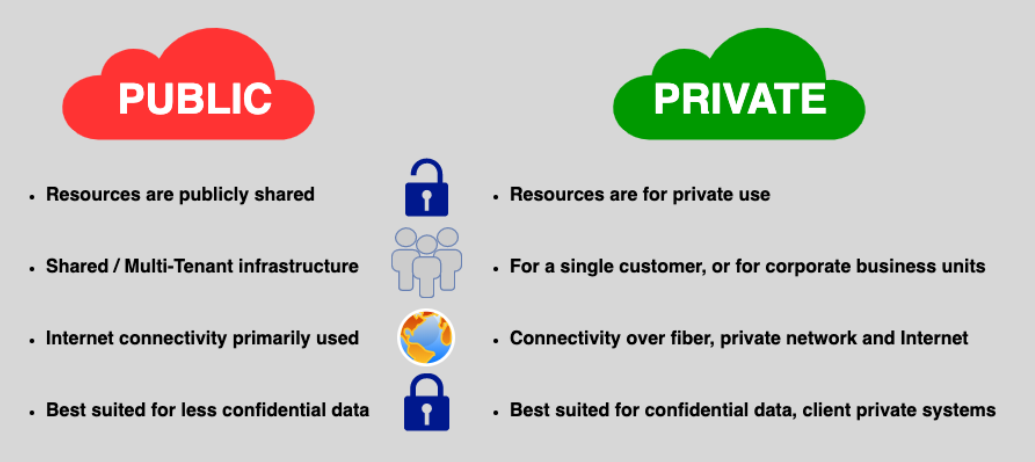 PUBLIC
PRIVATE
• Resources are publicly shared
• Resources are for private use
• Shared / Multi-Tenant infrastructure
• For a single customer, or for corporate business units
• Internet connectivity primarily used
• Connectivity over fiber, private network and Internet
• Best suited for less confidential data
• Best suited for confidential data, client private systems